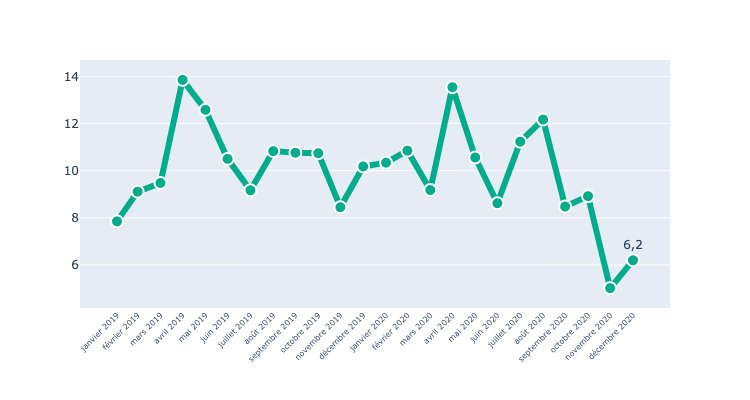 14
12
10
8
6
6,2
janvier 2019
février 2019
mars 2019
avril 2019
mai 2019
juin 2019
juillet 2019
août 2019
septembre 2019
octobre 2019
novembre 2019
décembre 2019
janvier 2020
février 2020
mars 2020
avril 2020
mai 2020
juin 2020
juillet 2020
août 2020
septembre 2020
octobre 2020
novembre 2020
décembre 2020